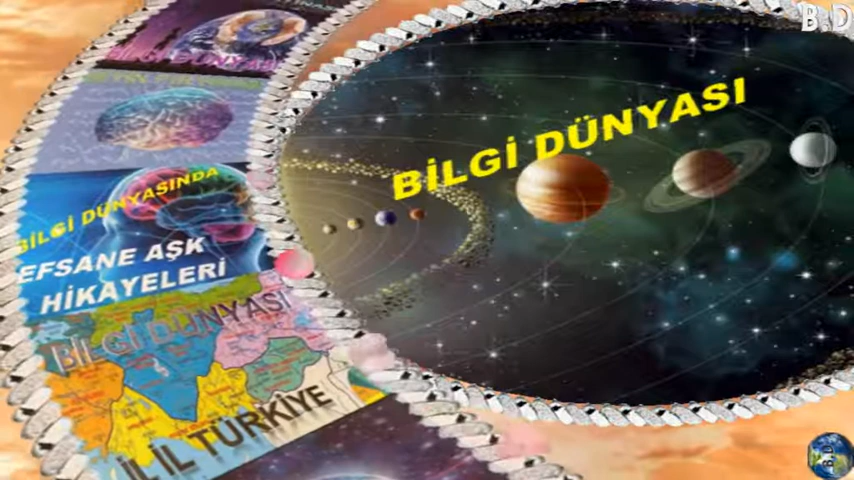 B.D
BİLGİ DÜNYASI
BİLGİ DÜNYASI
BİLGİ DÜNYASINDA
EFSANE AŞK
HİKAYELERİ
BİLGİ DÜNYASI
İL İL TÜRKİYE
B.D